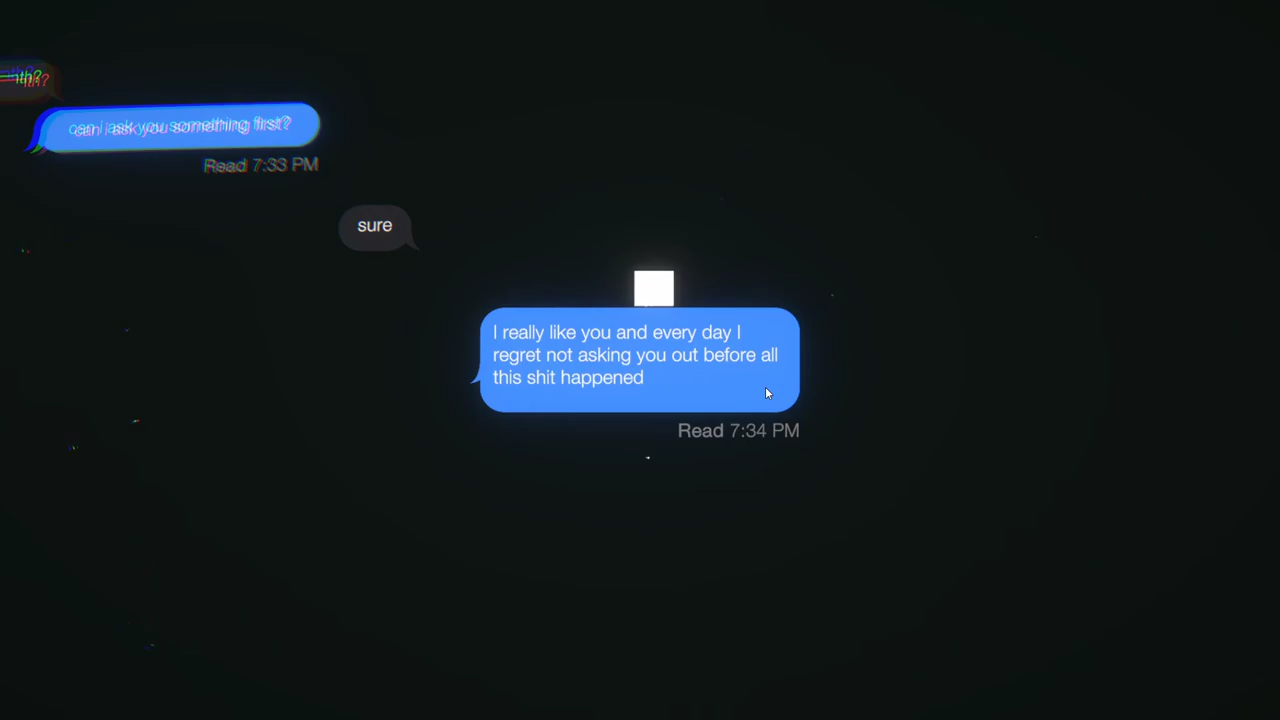 nth?
can i ask you something first?
Read 7:33 PM
sure
I really like you and every day I
regret not asking you out before all
this shit happened
Read 7:34 PM